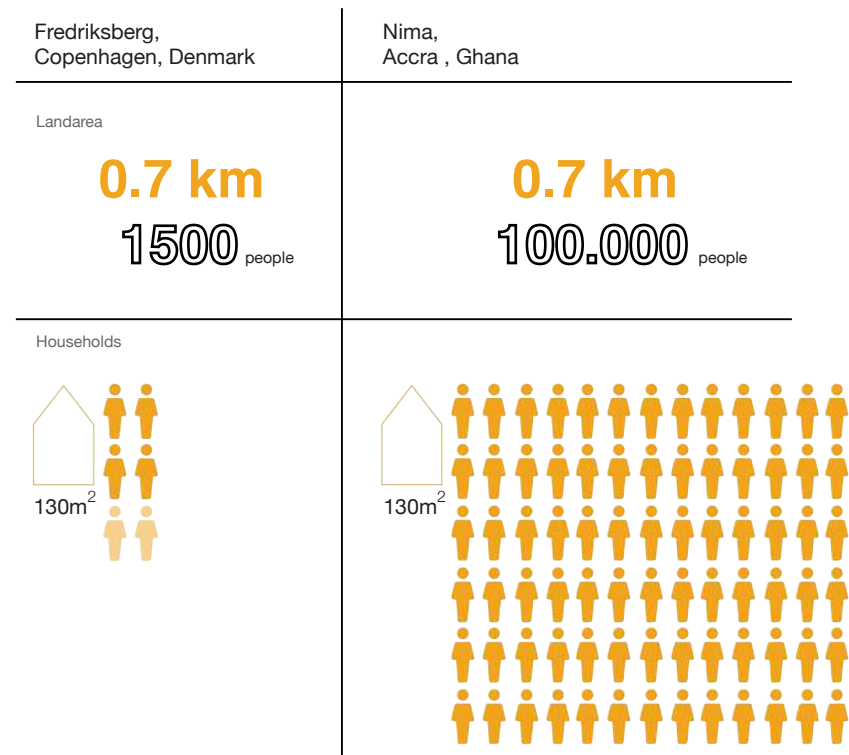 Fredriksberg,
Copenhagen, Denmark
Nima,
Accra , Ghana
Landarea
0.7 km
1500 people
0.7 km
100.000 people
Households
130m²
130m²